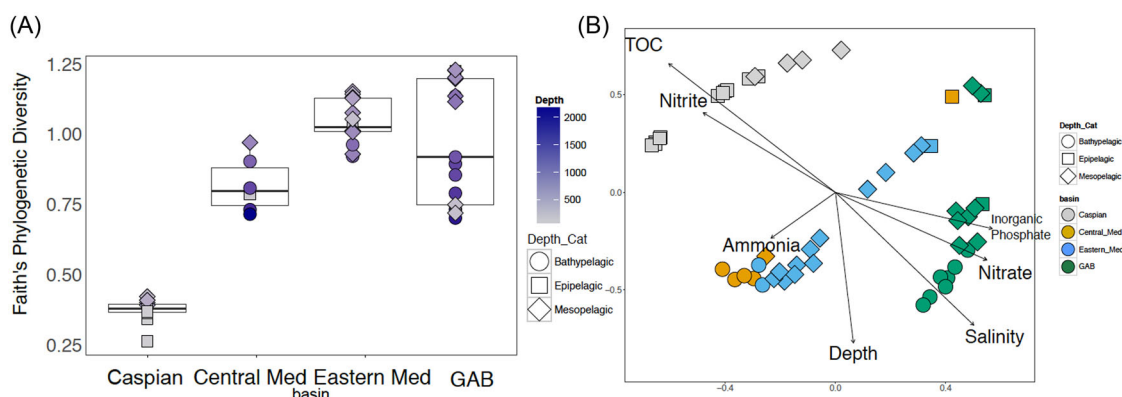 (A)
Faith's Phylogenetic Diversity
1.25
1.00
0.75
0.50
0.25
Caspian Central Med Eastern Med GAB
basin
Depth
2000
1500
1000
500
Depth_Cat
Bathypelagic
Epipelagic
Mesopelagic
(B)
TOC
Nitrite
Ammonia
Depth
Salinity
Nitrate
Inorganic
Phosphate
0.5
0.0
−0.5
−0.4 0.0 0.4
Depth_Cat
Bathypelagic
Epipelagic
Mesopelagic
basin
Caspian
Central_Med
Eastern_Med
GAB